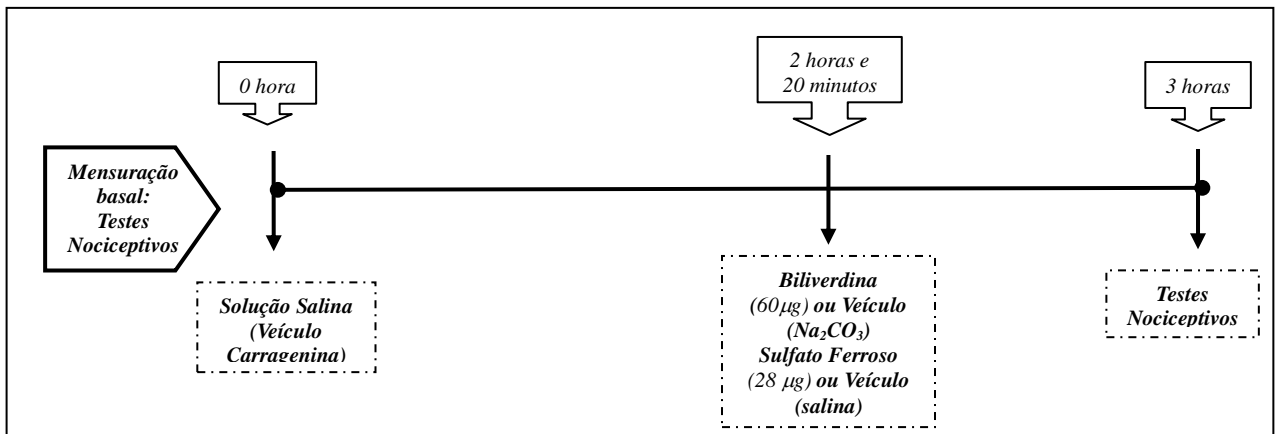 0 hora
2 horas e
20 minutos
3 horas
Mensuração
basal:
Testes
Nociceptivos
Solução Salina
(Veículo
Carragenina)
Biliverdina
(60µg) ou Veículo
(Na₂CO₃)
Sulfato Ferroso
(28 µg) ou Veículo
(salina)
Testes
Nociceptivos